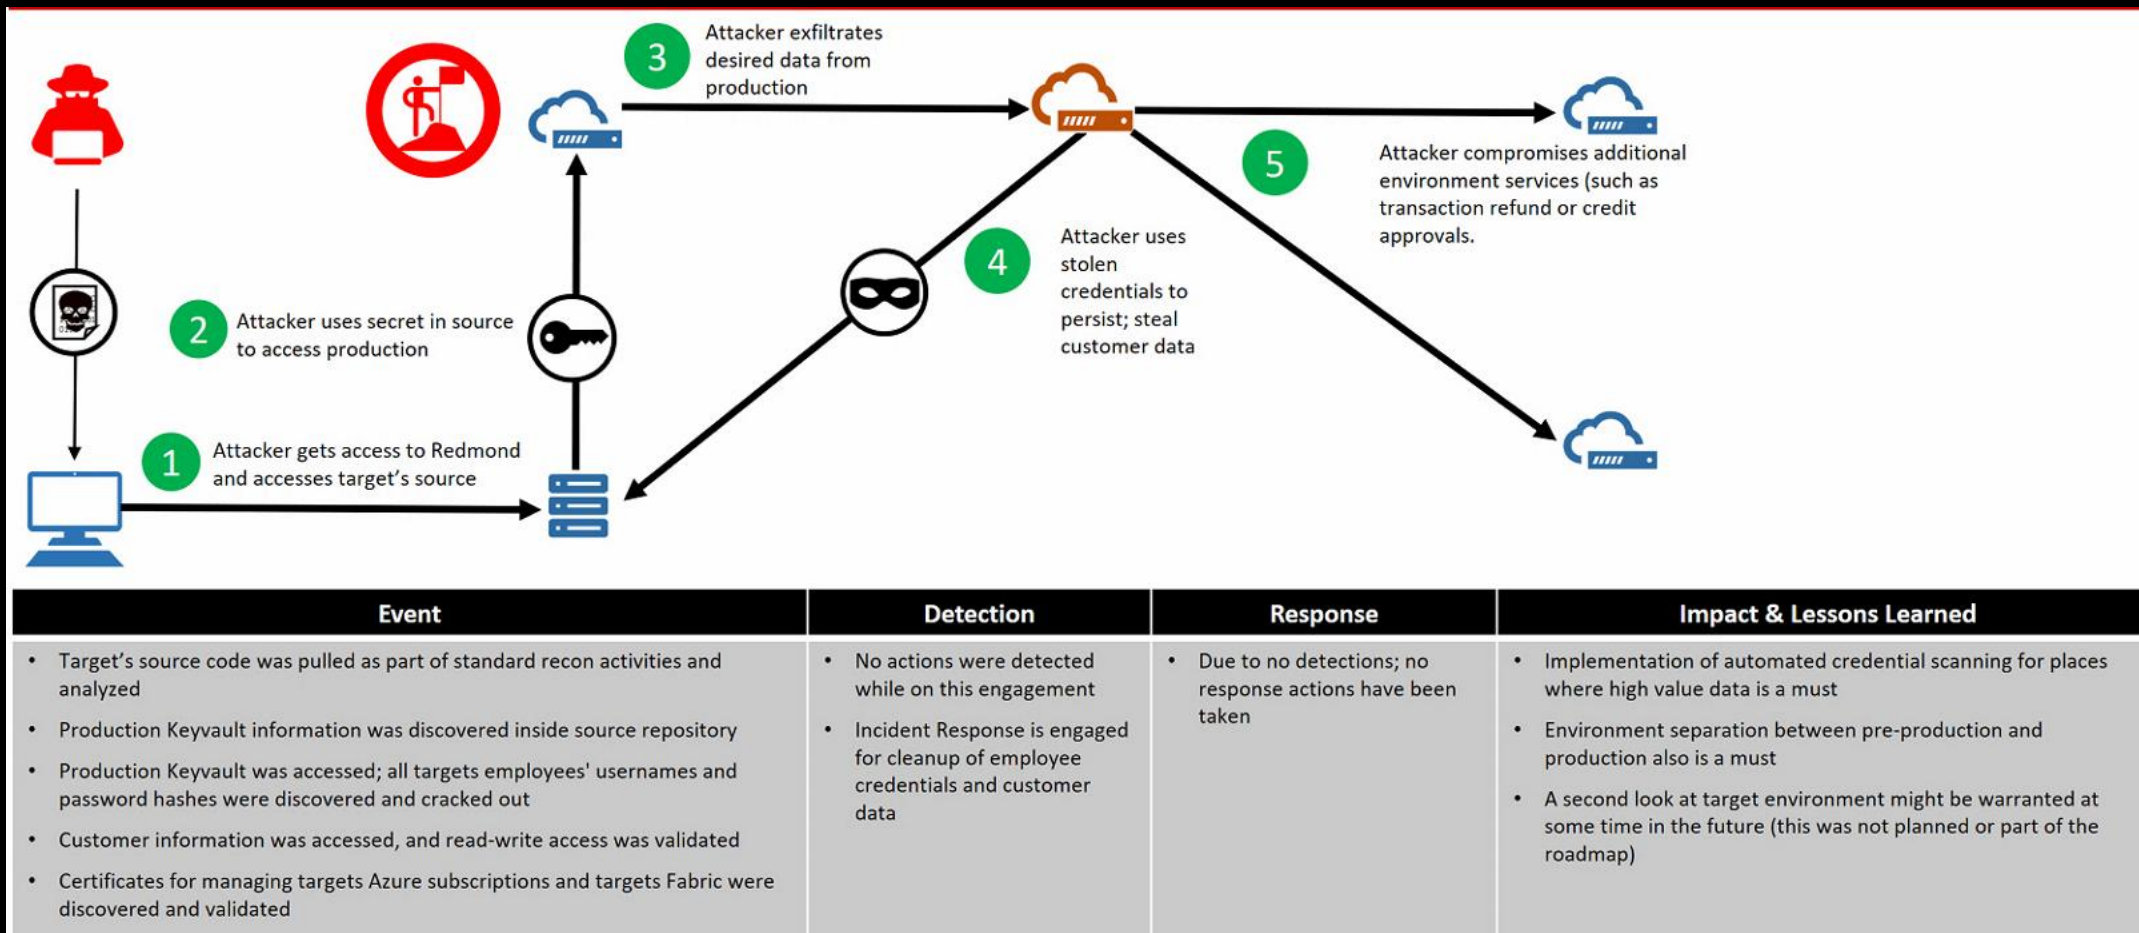 3
Attacker exfiltrates
desired data from
production
5
Attacker compromises additional
environment services (such as
transaction refund or credit
approvals.
4
Attacker uses
stolen
credentials to
persist; steal
customer data
2
Attacker uses secret in source
to access production
1
Attacker gets access to Redmond
and accesses target's source
Event
• Target's source code was pulled as part of standard recon activities and
analyzed
• Production Keyvault information was discovered inside source repository
• Production Keyvault was accessed; all targets employees' usernames and
password hashes were discovered and cracked out
• Customer information was accessed, and read-write access was validated
• Certificates for managing targets Azure subscriptions and targets Fabric were
discovered and validated
Detection
• No actions were detected
while on this engagement
• Incident Response is engaged
for cleanup of employee
credentials and customer
data
Response
• Due to no detections; no
response actions have been
taken
Impact & Lessons Learned
• Implementation of automated credential scanning for places
where high value data is a must
• Environment separation between pre-production and
production also is a must
• A second look at target environment might be warranted at
some time in the future (this was not planned or part of the
roadmap)